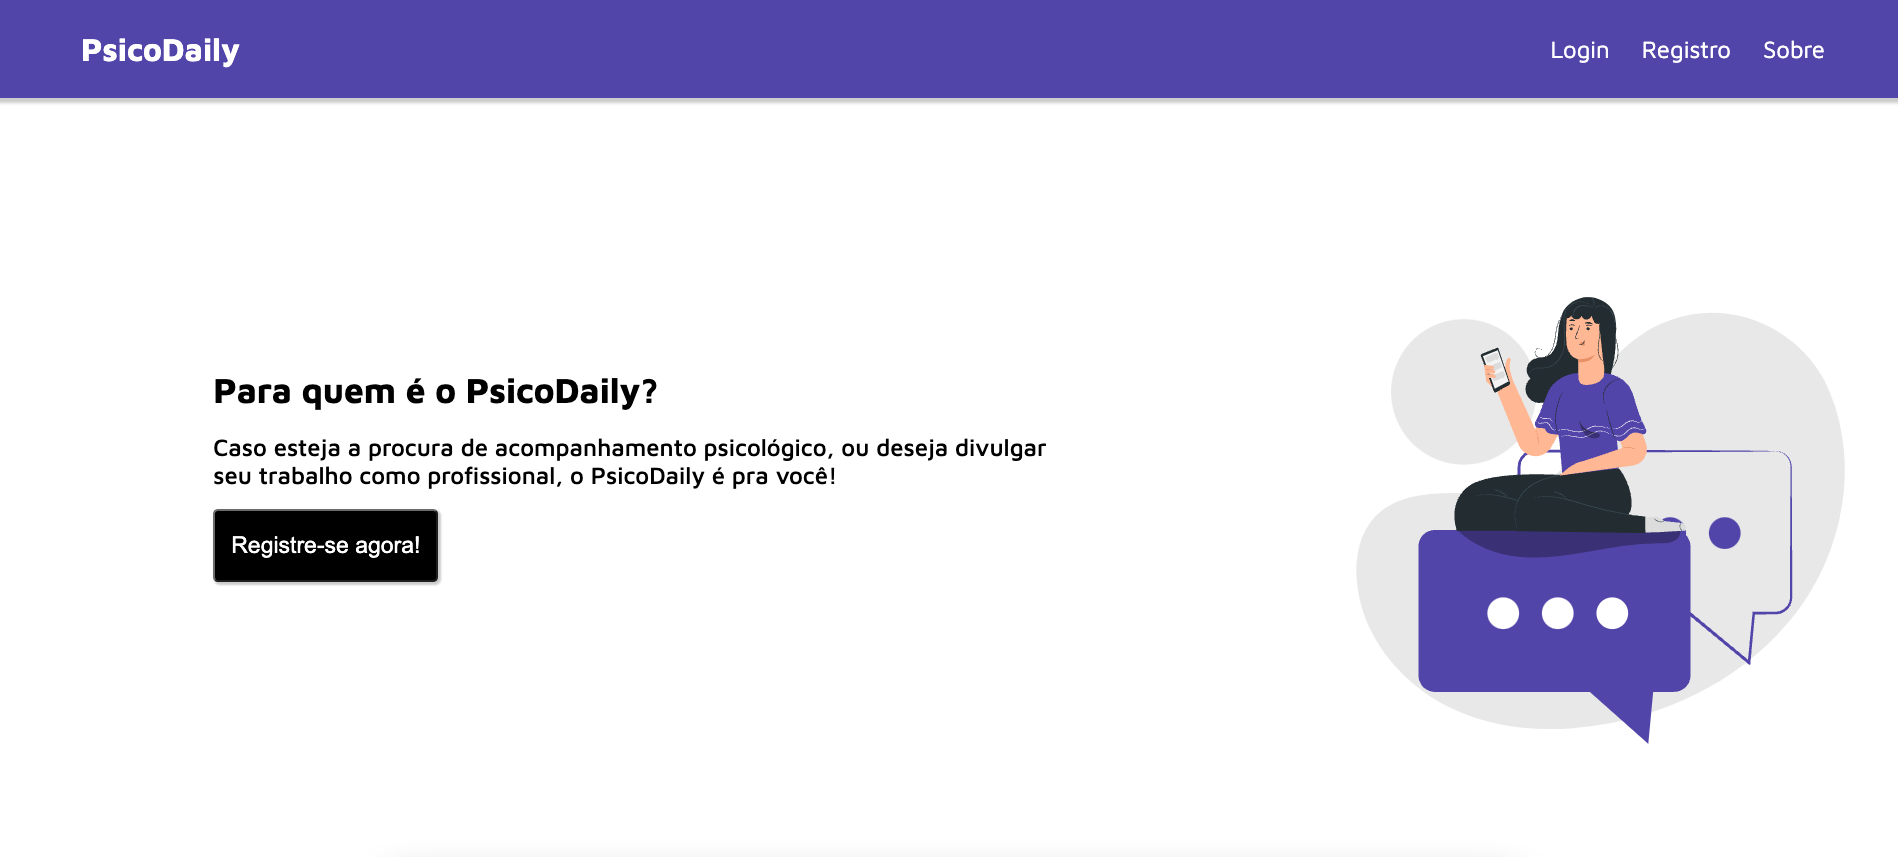 PsicoDaily
Login Registro Sobre
Para quem é o PsicoDaily?
Caso esteja a procura de acompanhamento psicológico, ou deseja divulgar
seu trabalho como profissional, o PsicoDaily é pra você!
Registre-se agora!